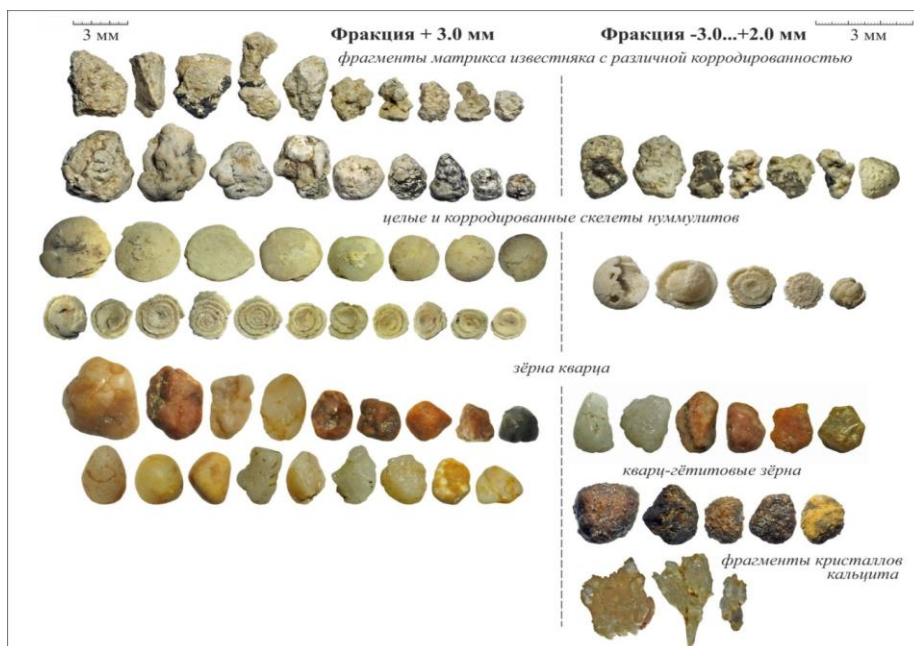 3 мм
Фракция + 3.0 мм
Фракция -3.0...+2.0 мм
3 мм
фрагменты матрикса известняка с различной корродированностью
целые и корродированные скелеты нуммулитов
зёрна кварца
кварц-гётитовые зёрна
фрагменты кристаллов
кальцита